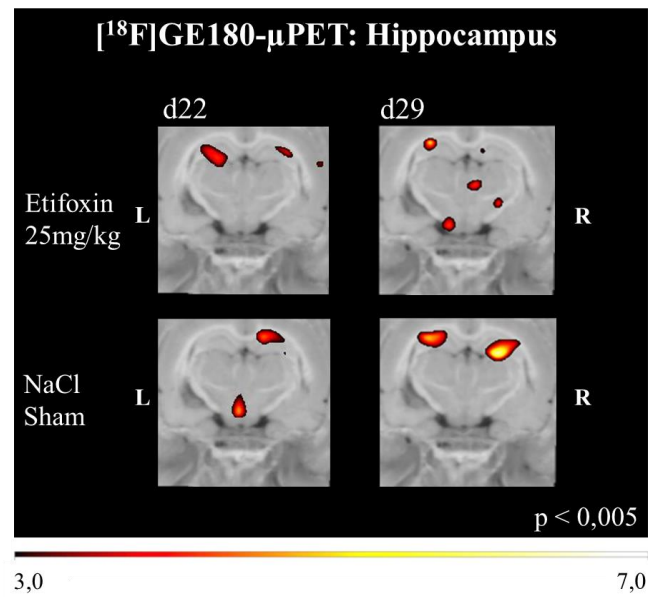 [¹⁸F]GE180-µPET: Hippocampus
d22 d29
Etifoxin
25mg/kg
L
R
NaCl
Sham
L
R
p < 0,005
3,0 7,0